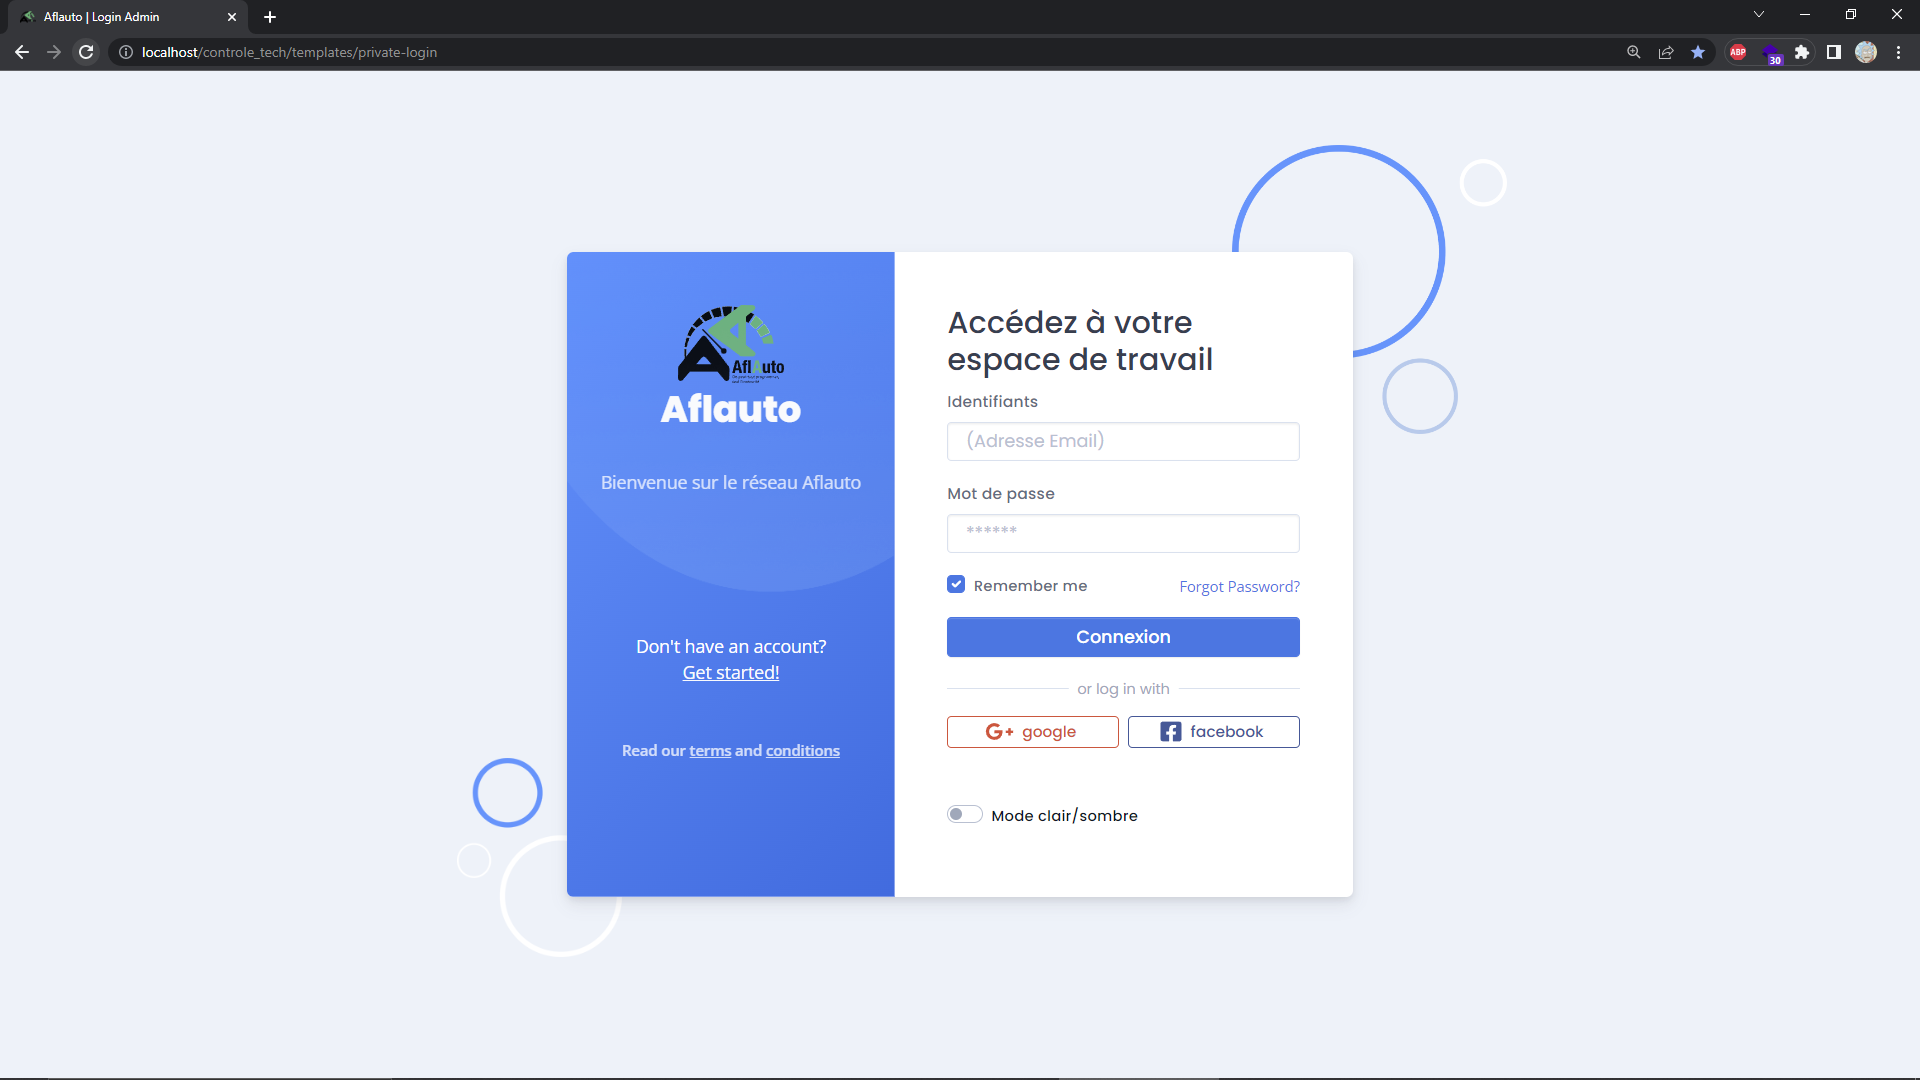 Aflauto | Login Admin
localhost/controle_tech/templates/private-login
ABP
30
AflAuto
Aflauto
Bienvenue sur le réseau Aflauto
Don't have an account?
Get started!
Read our terms and conditions
Accédez à votre
espace de travail
Identifiants
(Adresse Email)
Mot de passe
******
Remember me
Forgot Password?
Connexion
or log in with
G+ google
facebook
Mode clair/sombre